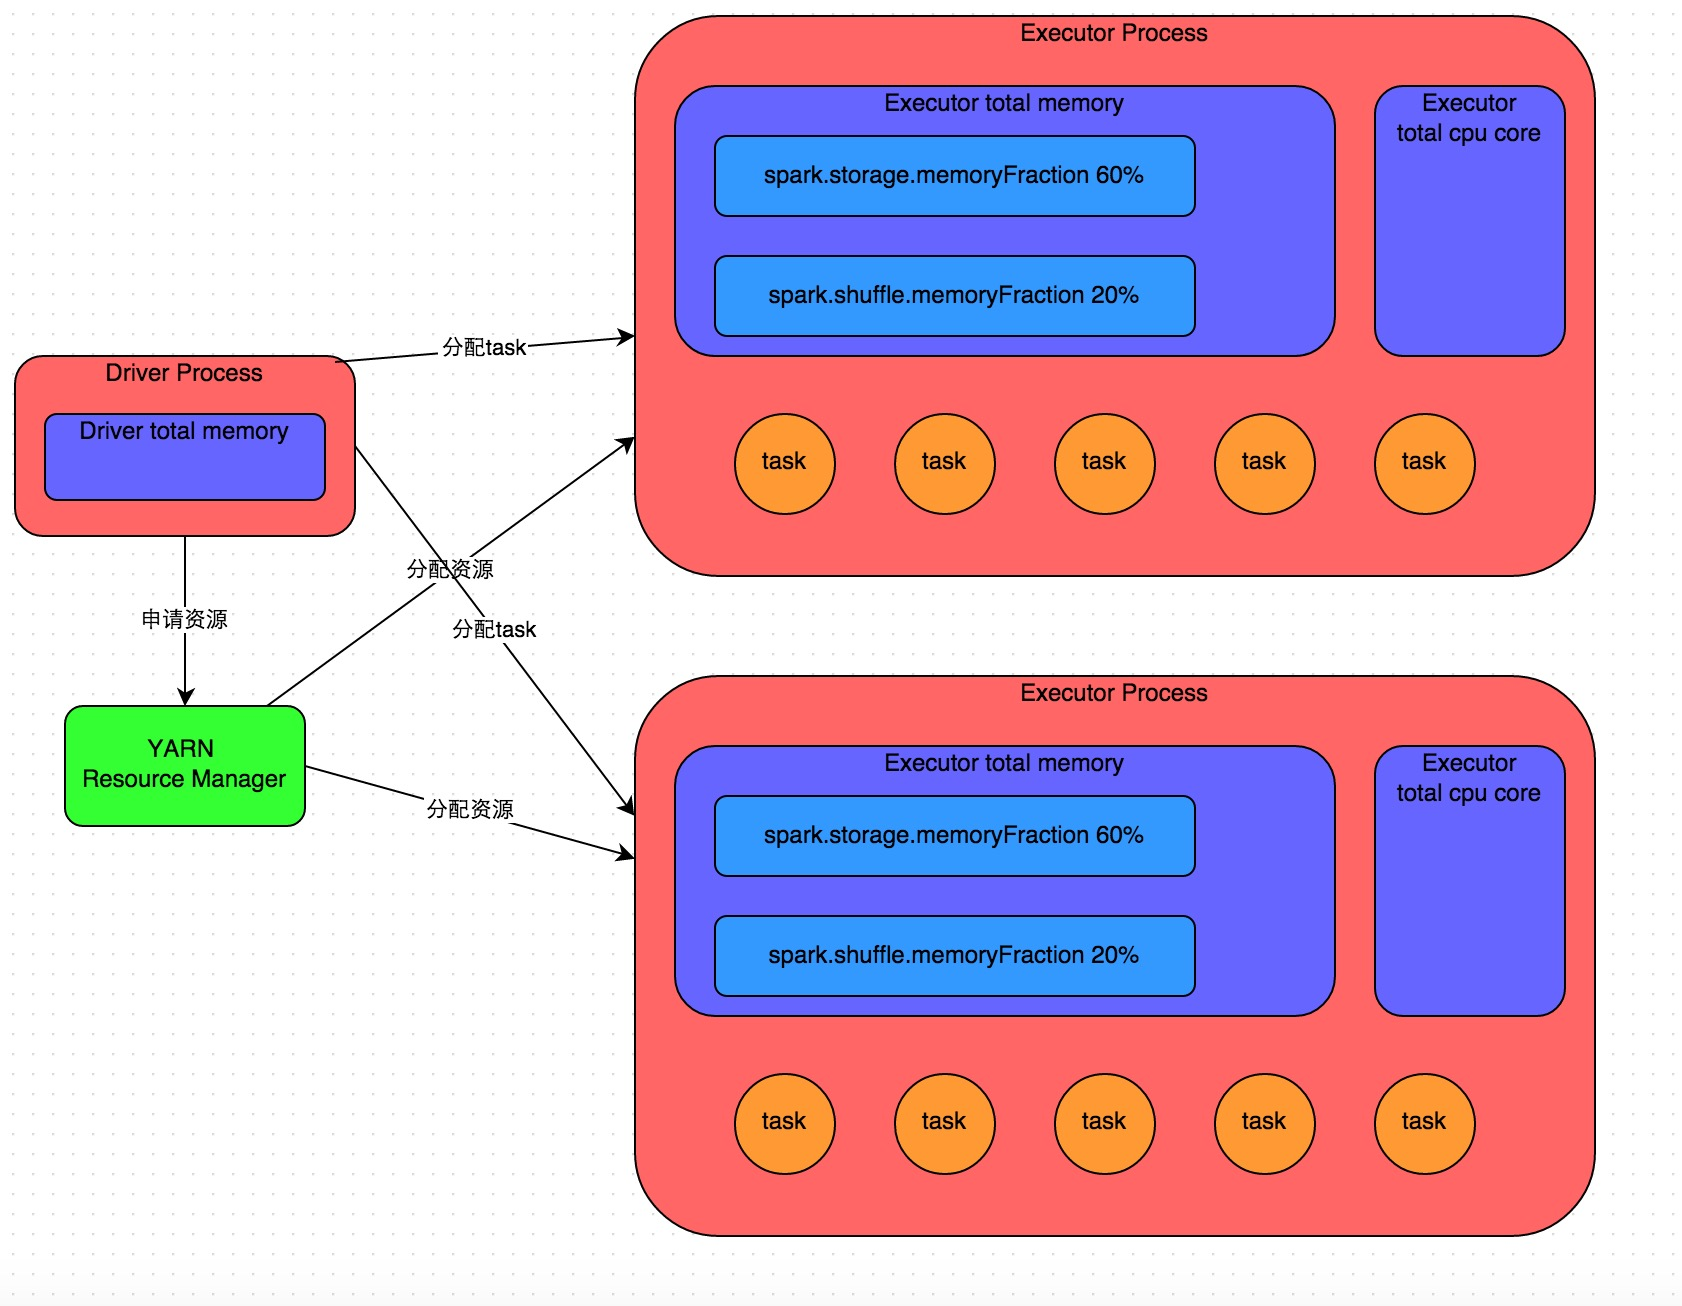 Executor Process
Executor total memory
spark.storage.memoryFraction 60%
spark.shuffle.memoryFraction 20%
Executor
total cpu core
task
task
task
task
task
分配task
Driver Process
Driver total memory
分配资源
分配task
申请资源
YARN
Resource Manager
分配资源
Executor Process
Executor total memory
spark.storage.memoryFraction 60%
spark.shuffle.memoryFraction 20%
Executor
total cpu core
task
task
task
task
task